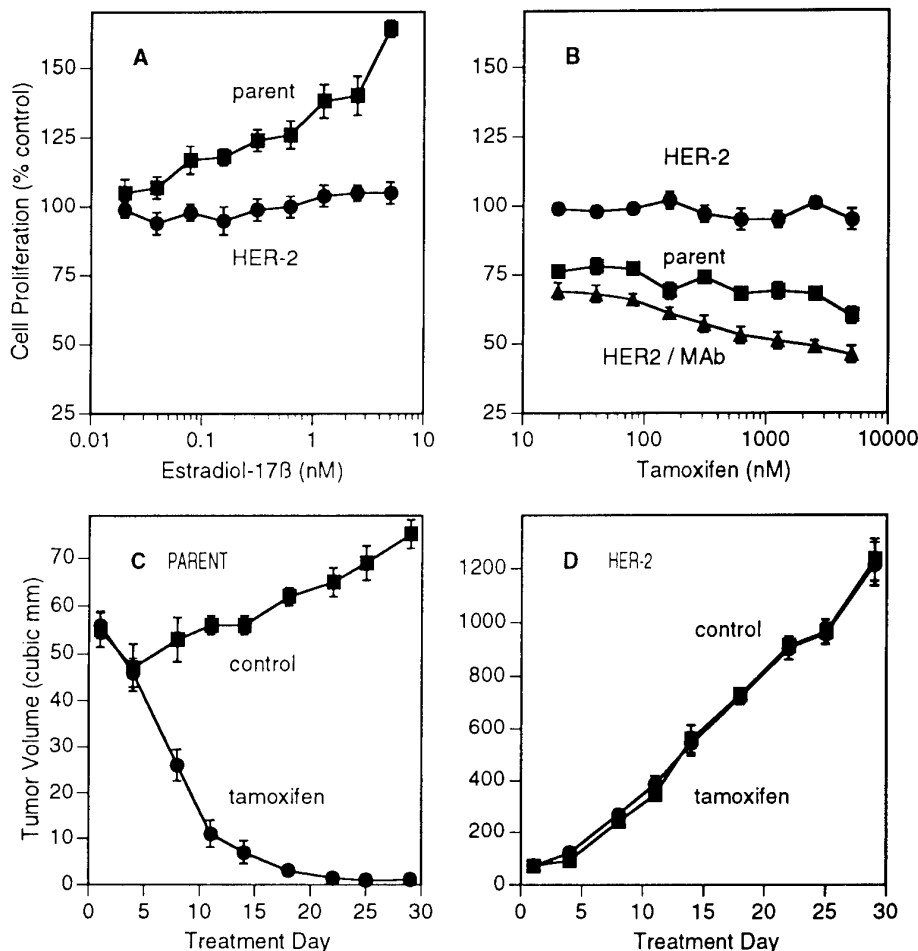 A
B
Cell Proliferation (% control)
150
125
100
75
50
25
parent
HER-2
0.01
0.1
1
10
Estradiol-17ß (nM)
150
125
100
75
50
25
HER-2
parent
HER2 / MAb
10
100
1000
10000
Tamoxifen (nM)
C PARENT
D HER-2
Tumor Volume (cubic mm)
70
60
50
40
30
20
10
0
control
tamoxifen
0
5
10
15
20
25
30
Treatment Day
1200
1000
800
600
400
200
0
control
tamoxifen
0
5
10
15
20
25
30
Treatment Day